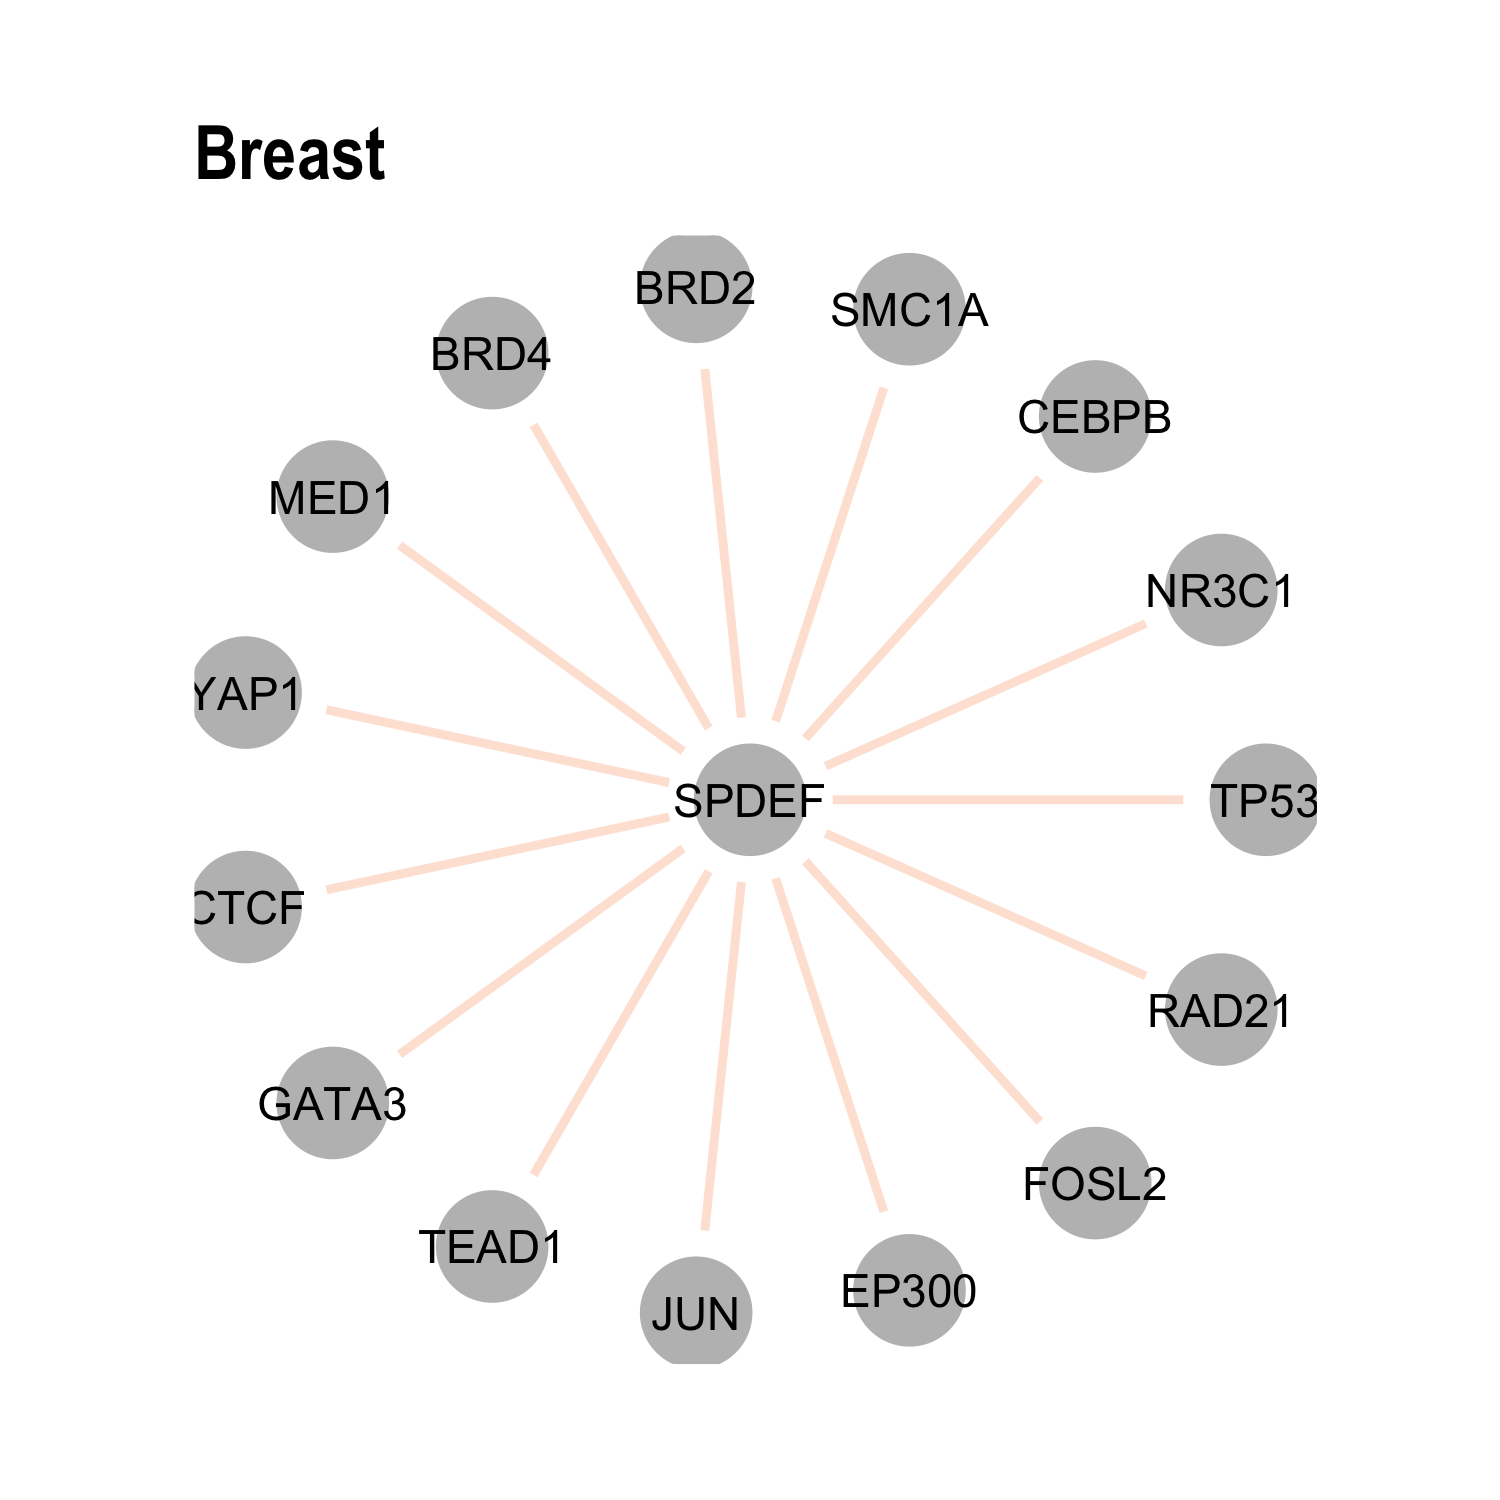 Breast
BRD2
SMC1A
BRD4
CEBPB
MED1
NR3C1
YAP1
SPDEF
TP53
CTCF
RAD21
GATA3
FOSL2
TEAD1
EP300
JUN